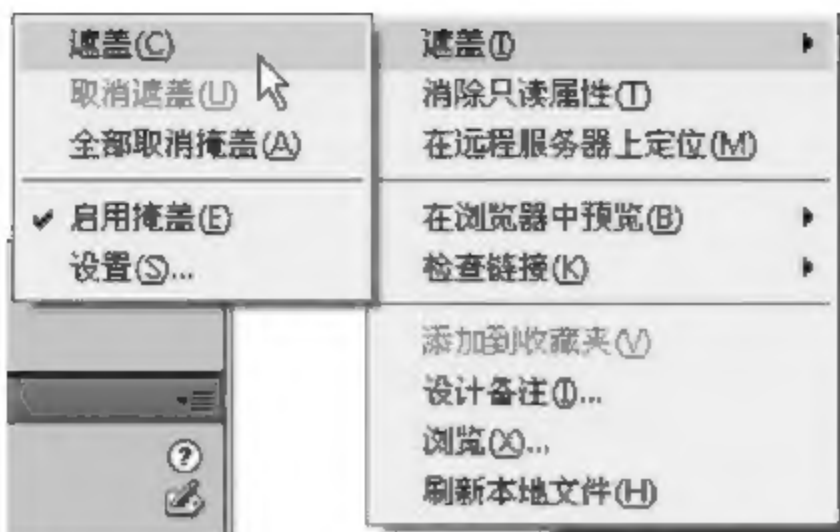 遮盖(C)
取消遮盖(U)
全部取消掩盖(A)
启用掩盖(E)
设置(S)...
遮盖(I)
消除只读属性(T)
在远程服务器上定位(M)
在浏览器中预览(B)
检查链接(K)
添加到收藏夹(V)
设计备注(I)...
浏览(X)...
刷新本地文件(H)